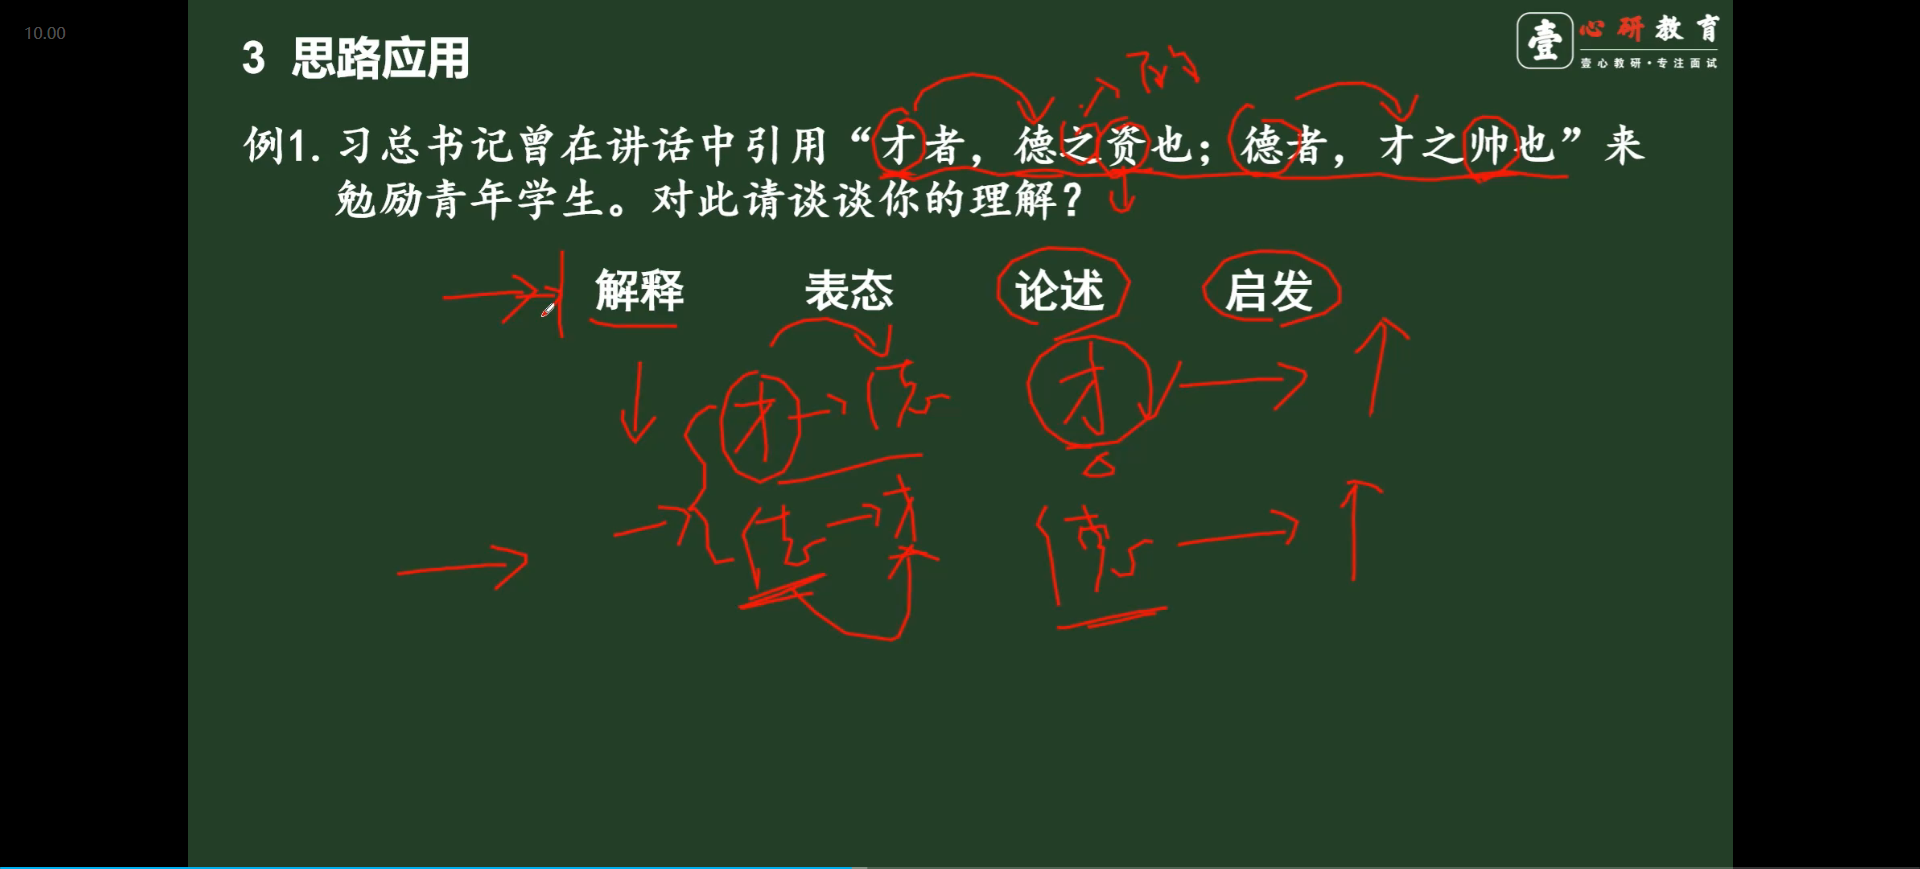 10.00
3 思路应用
壹
心研教育
壹心教研·专注面试
例1. 习总书记曾在讲话中引用“才者，德之资也；德者，才之帅也”来
勉励青年学生。对此请谈谈你的理解？
解释 表态 论述 启发
才 德 才
德 才 德